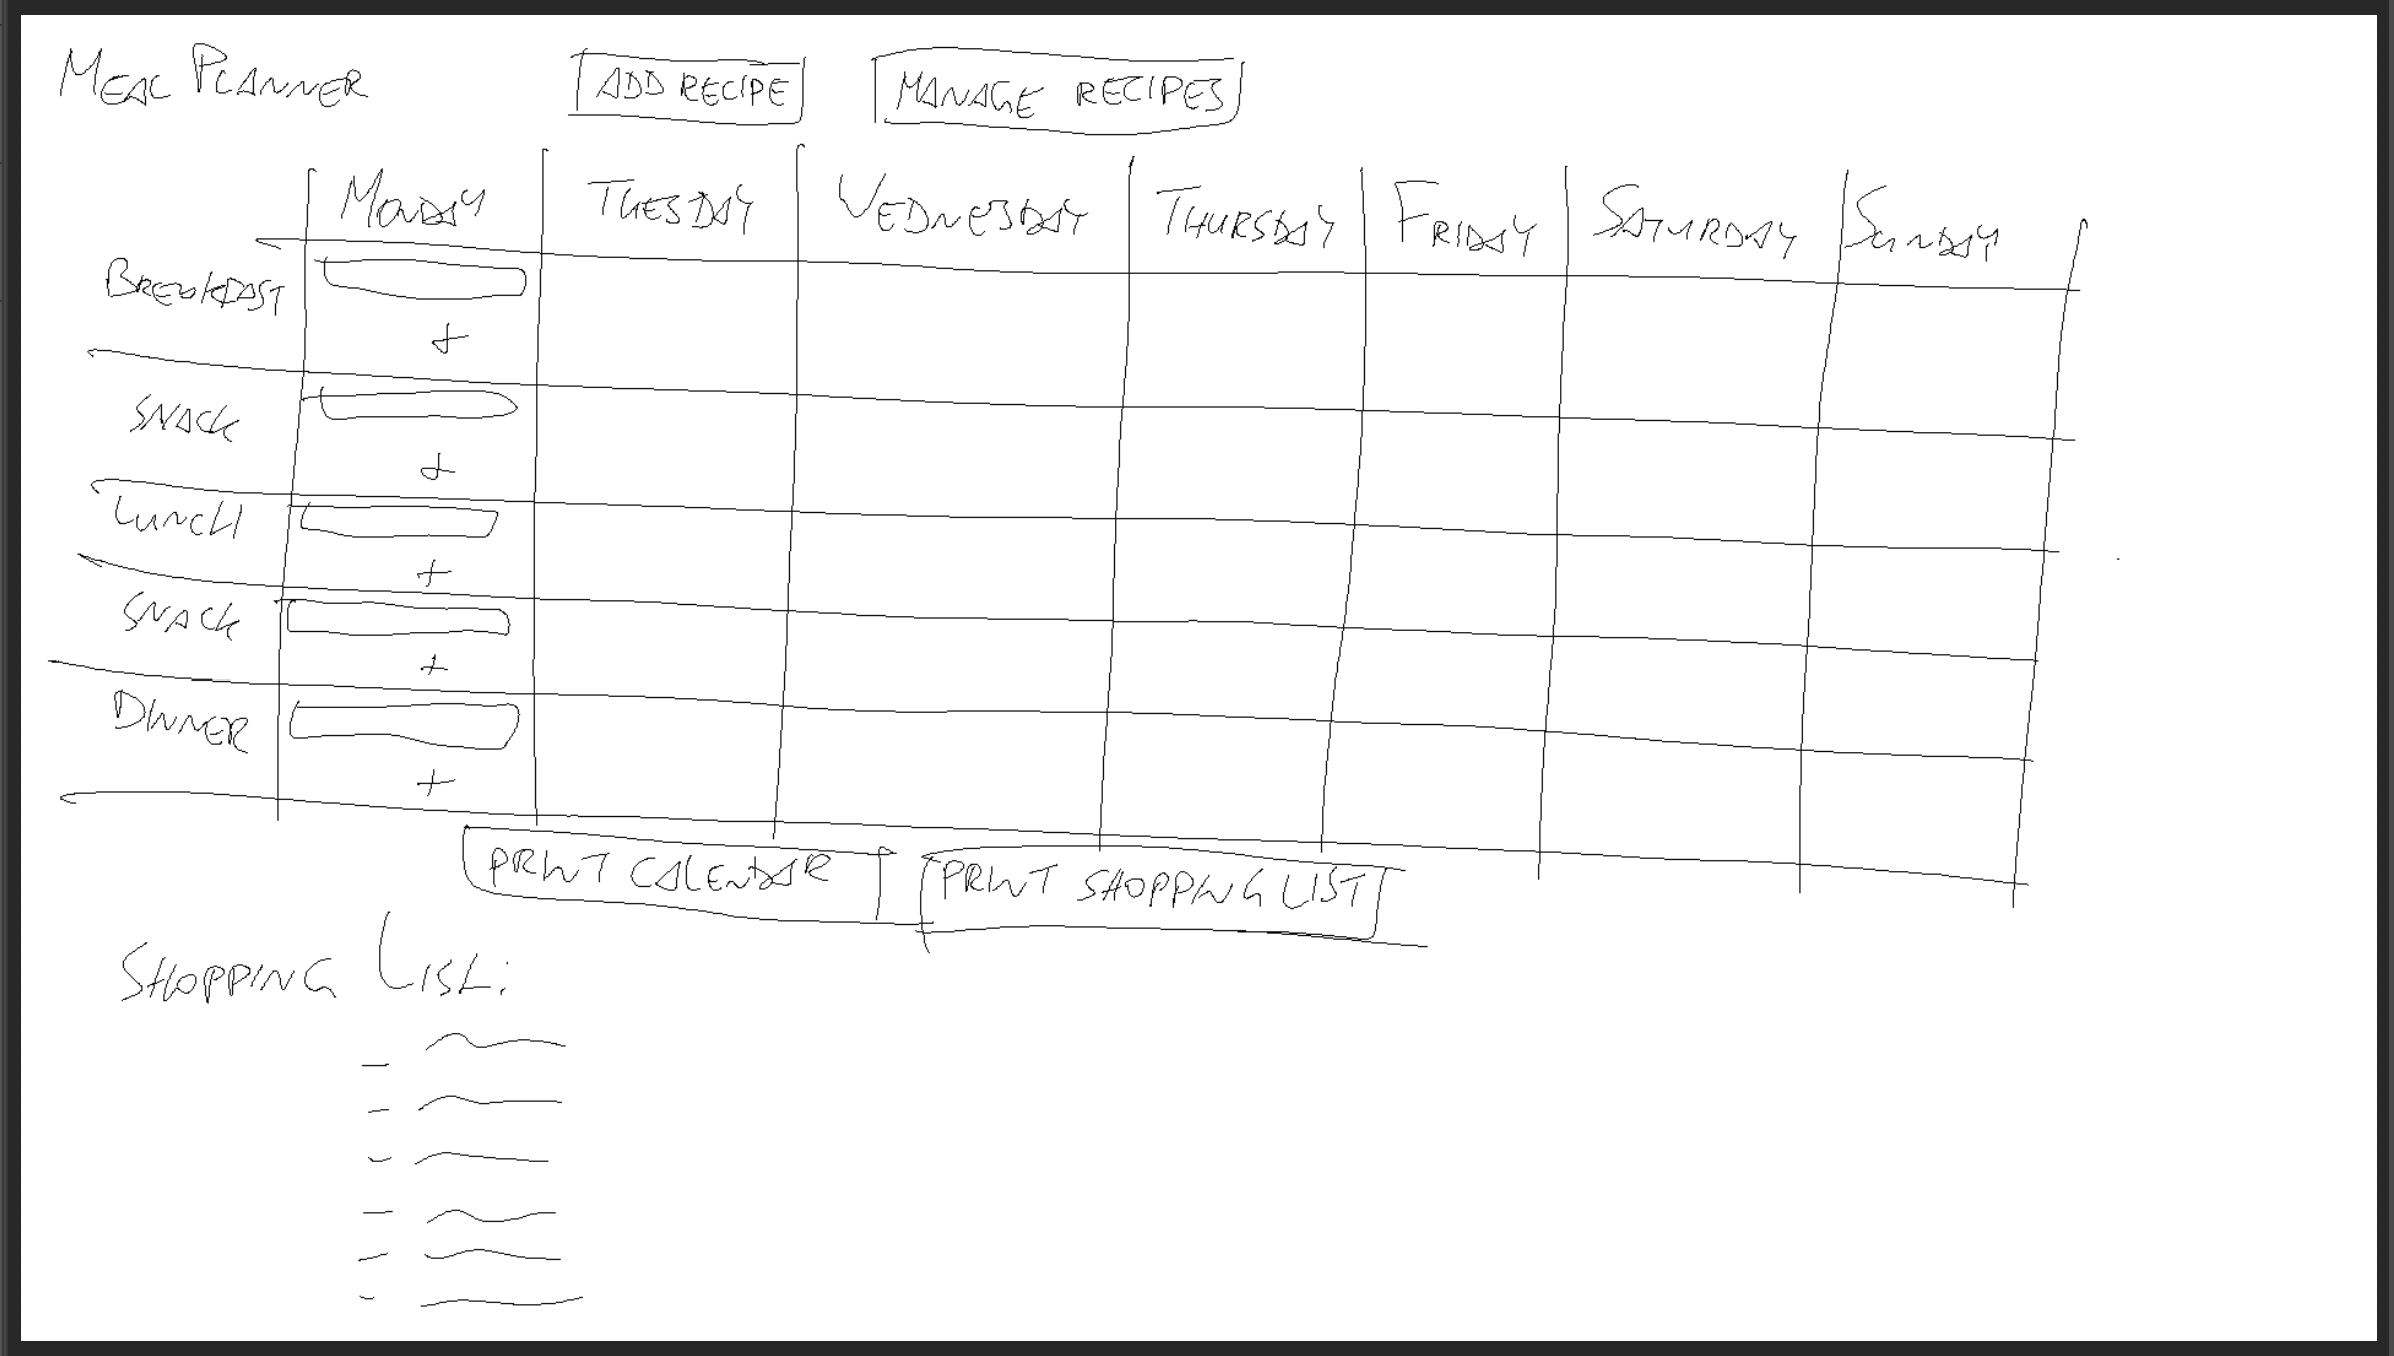 MEAL PLANNER ADD RECIPE MANAGE RECIPES
MONDAY TUESDAY WEDNESDAY THURSDAY FRIDAY SATURDAY SUNDAY
BREAKFAST
+
SNACK
+
LUNCH
+
SNACK
+
DINNER
+
PRINT CALENDAR PRINT SHOPPING LIST
SHOPPING LIST: